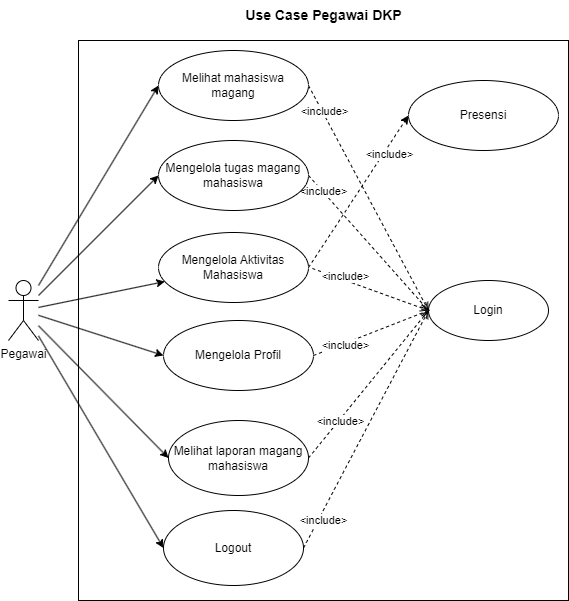 Use Case Pegawai DKP
Melihat mahasiswa
magang
<include>
Presensi
<include>
Mengelola tugas magang
mahasiswa
<include>
Mengelola Aktivitas
Mahasiswa
<include>
Login
Pegawai
Mengelola Profil
<include>
<include>
Melihat laporan magang
mahasiswa
<include>
Logout